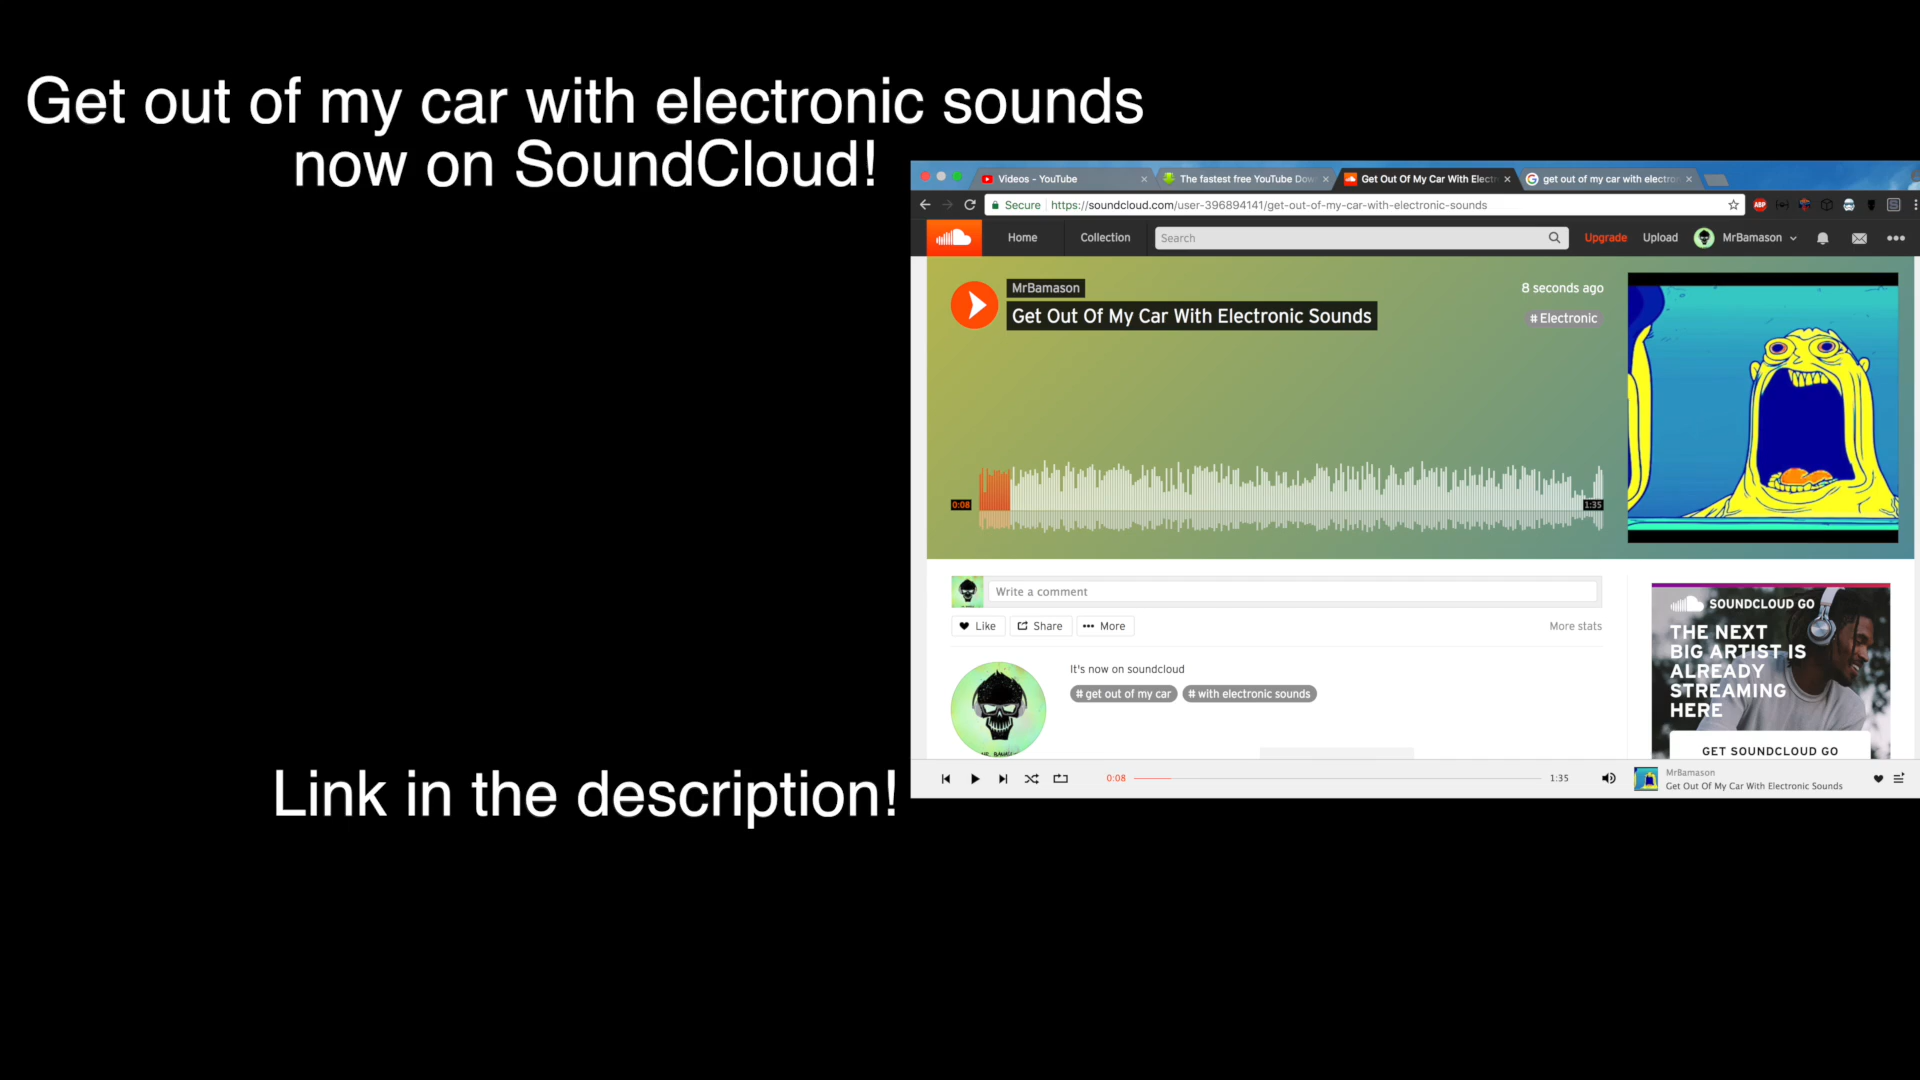 Get out of my car with electronic sounds
now on SoundCloud!
Videos - YouTube
The fastest free YouTube Dow
Get Out Of My Car With Electr
get out of my car with electro
Secure
https://soundcloud.com/user-396894141/get-out-of-my-car-with-electronic-sounds
ABP
Home
Collection
Search
Upgrade
Upload
MrBamason
MrBamason
8 seconds ago
Get Out Of My Car With Electronic Sounds
# Electronic
0:08
1:35
Write a comment
Like
Share
More
More stats
It's now on soundcloud
# get out of my car
# with electronic sounds
SOUNDCLOUD GO
THE NEXT
BIG ARTIST IS
ALREADY
STREAMING
HERE
GET SOUNDCLOUD GO
0:08
1:35
MrBamason
Get Out Of My Car With Electronic Sounds
Link in the description!